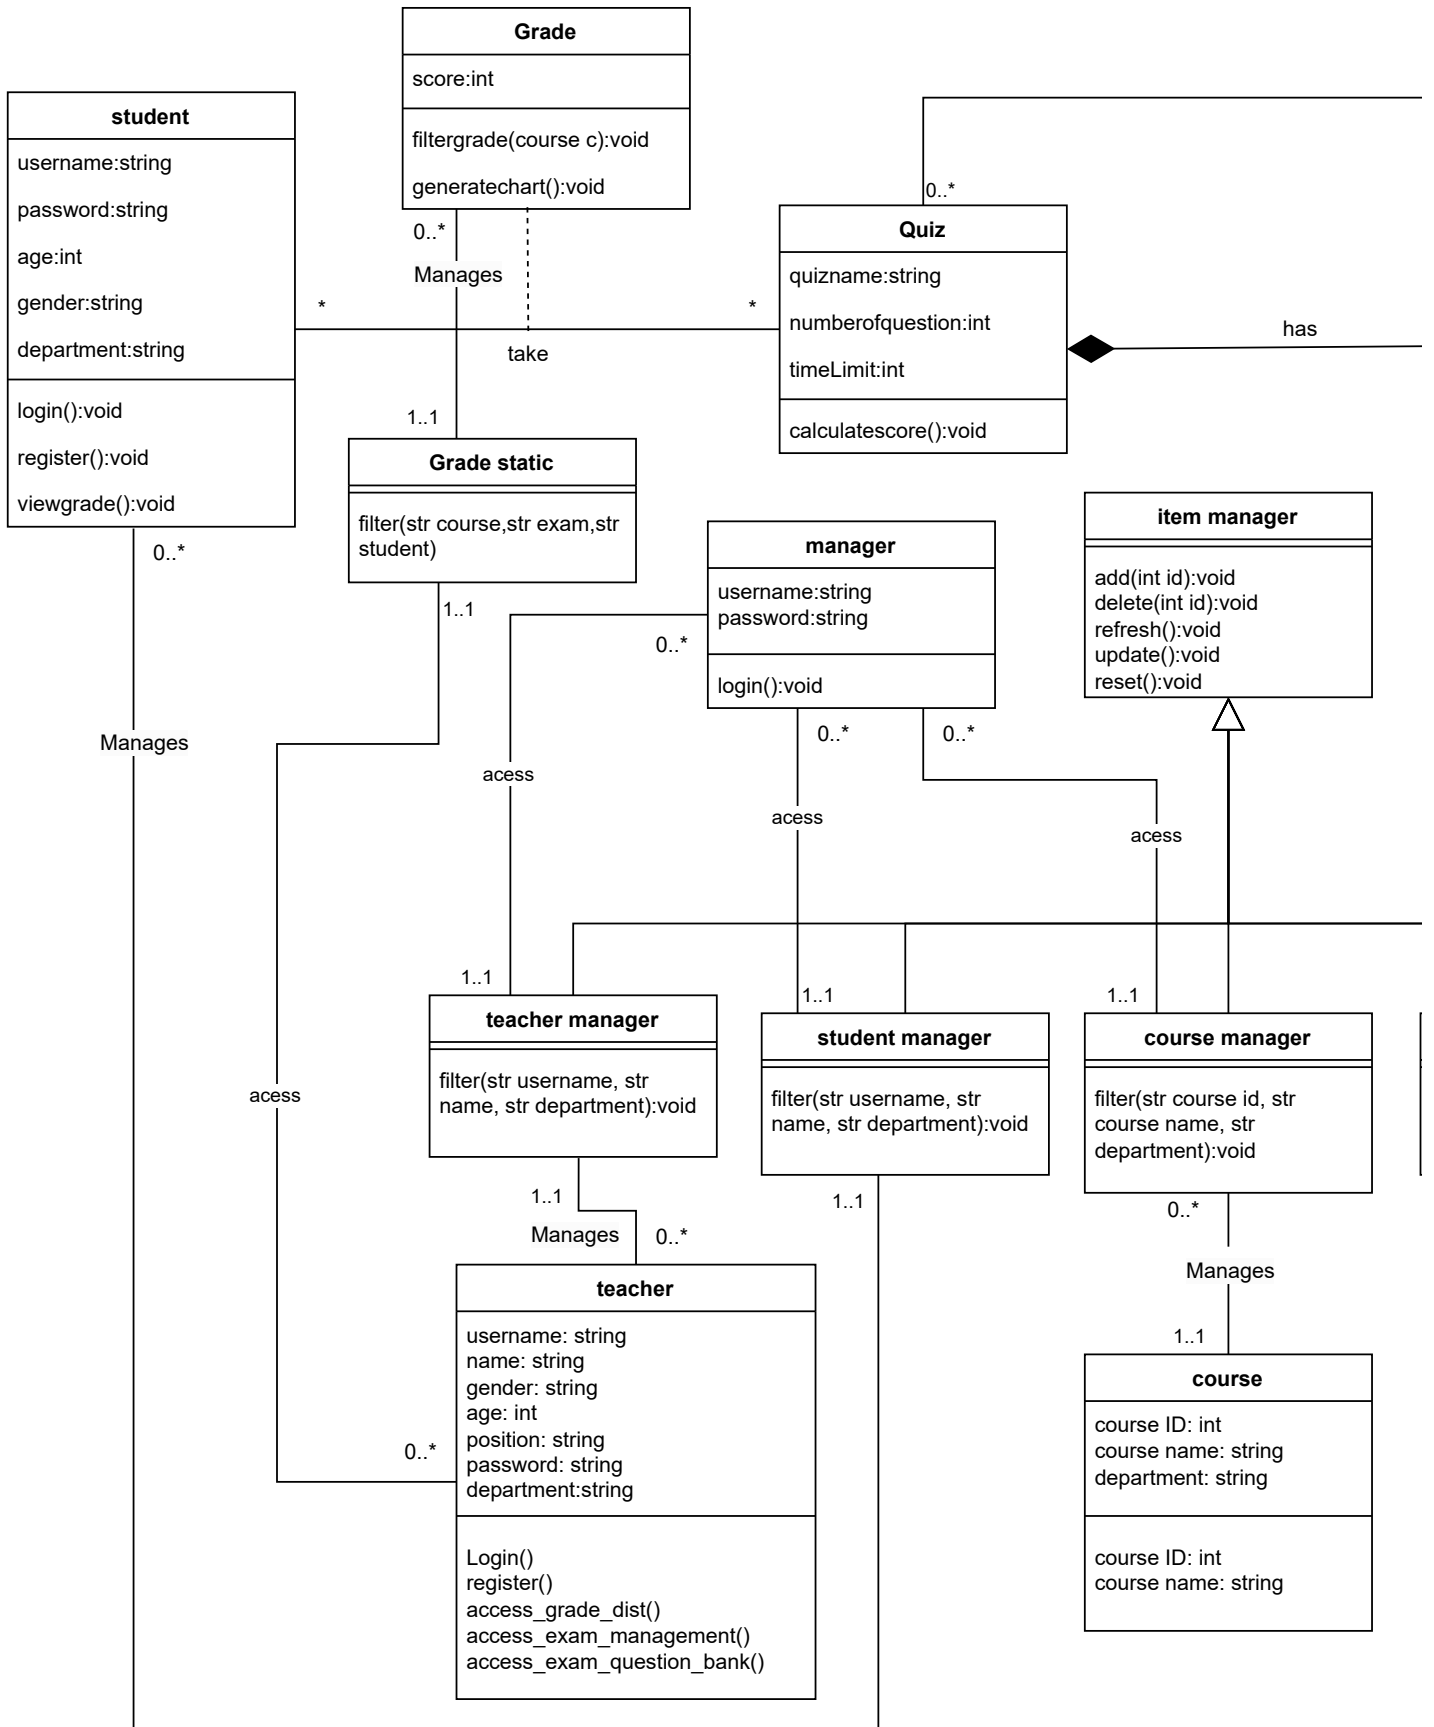 Grade
score:int
filtergrade(course c):void
generatechart():void
student
username:string
password:string
age:int
gender:string
department:string
login():void
register():void
viewgrade():void
0..*
Manages
*
*
take
1..1
0..*
Quiz
quizname:string
numberofquestion:int
timeLimit:int
calculatescore():void
has
Grade static
filter(str course,str exam,str
student)
0..*
1..1
Manages
acess
manager
username:string
password:string
login():void
0..*
0..*
0..*
acess
acess
acess
item manager
add(int id):void
delete(int id):void
refresh():void
update():void
reset():void
1..1
1..1
1..1
teacher manager
filter(str username, str
name, str department):void
student manager
filter(str username, str
name, str department):void
course manager
filter(str course id, str
course name, str
department):void
1..1
Manages
0..*
1..1
0..*
Manages
1..1
teacher
username: string
name: string
gender: string
age: int
position: string
password: string
department:string
0..*
Login()
register()
access_grade_dist()
access_exam_management()
access_exam_question_bank()
course
course ID: int
course name: string
department: string
course ID: int
course name: string